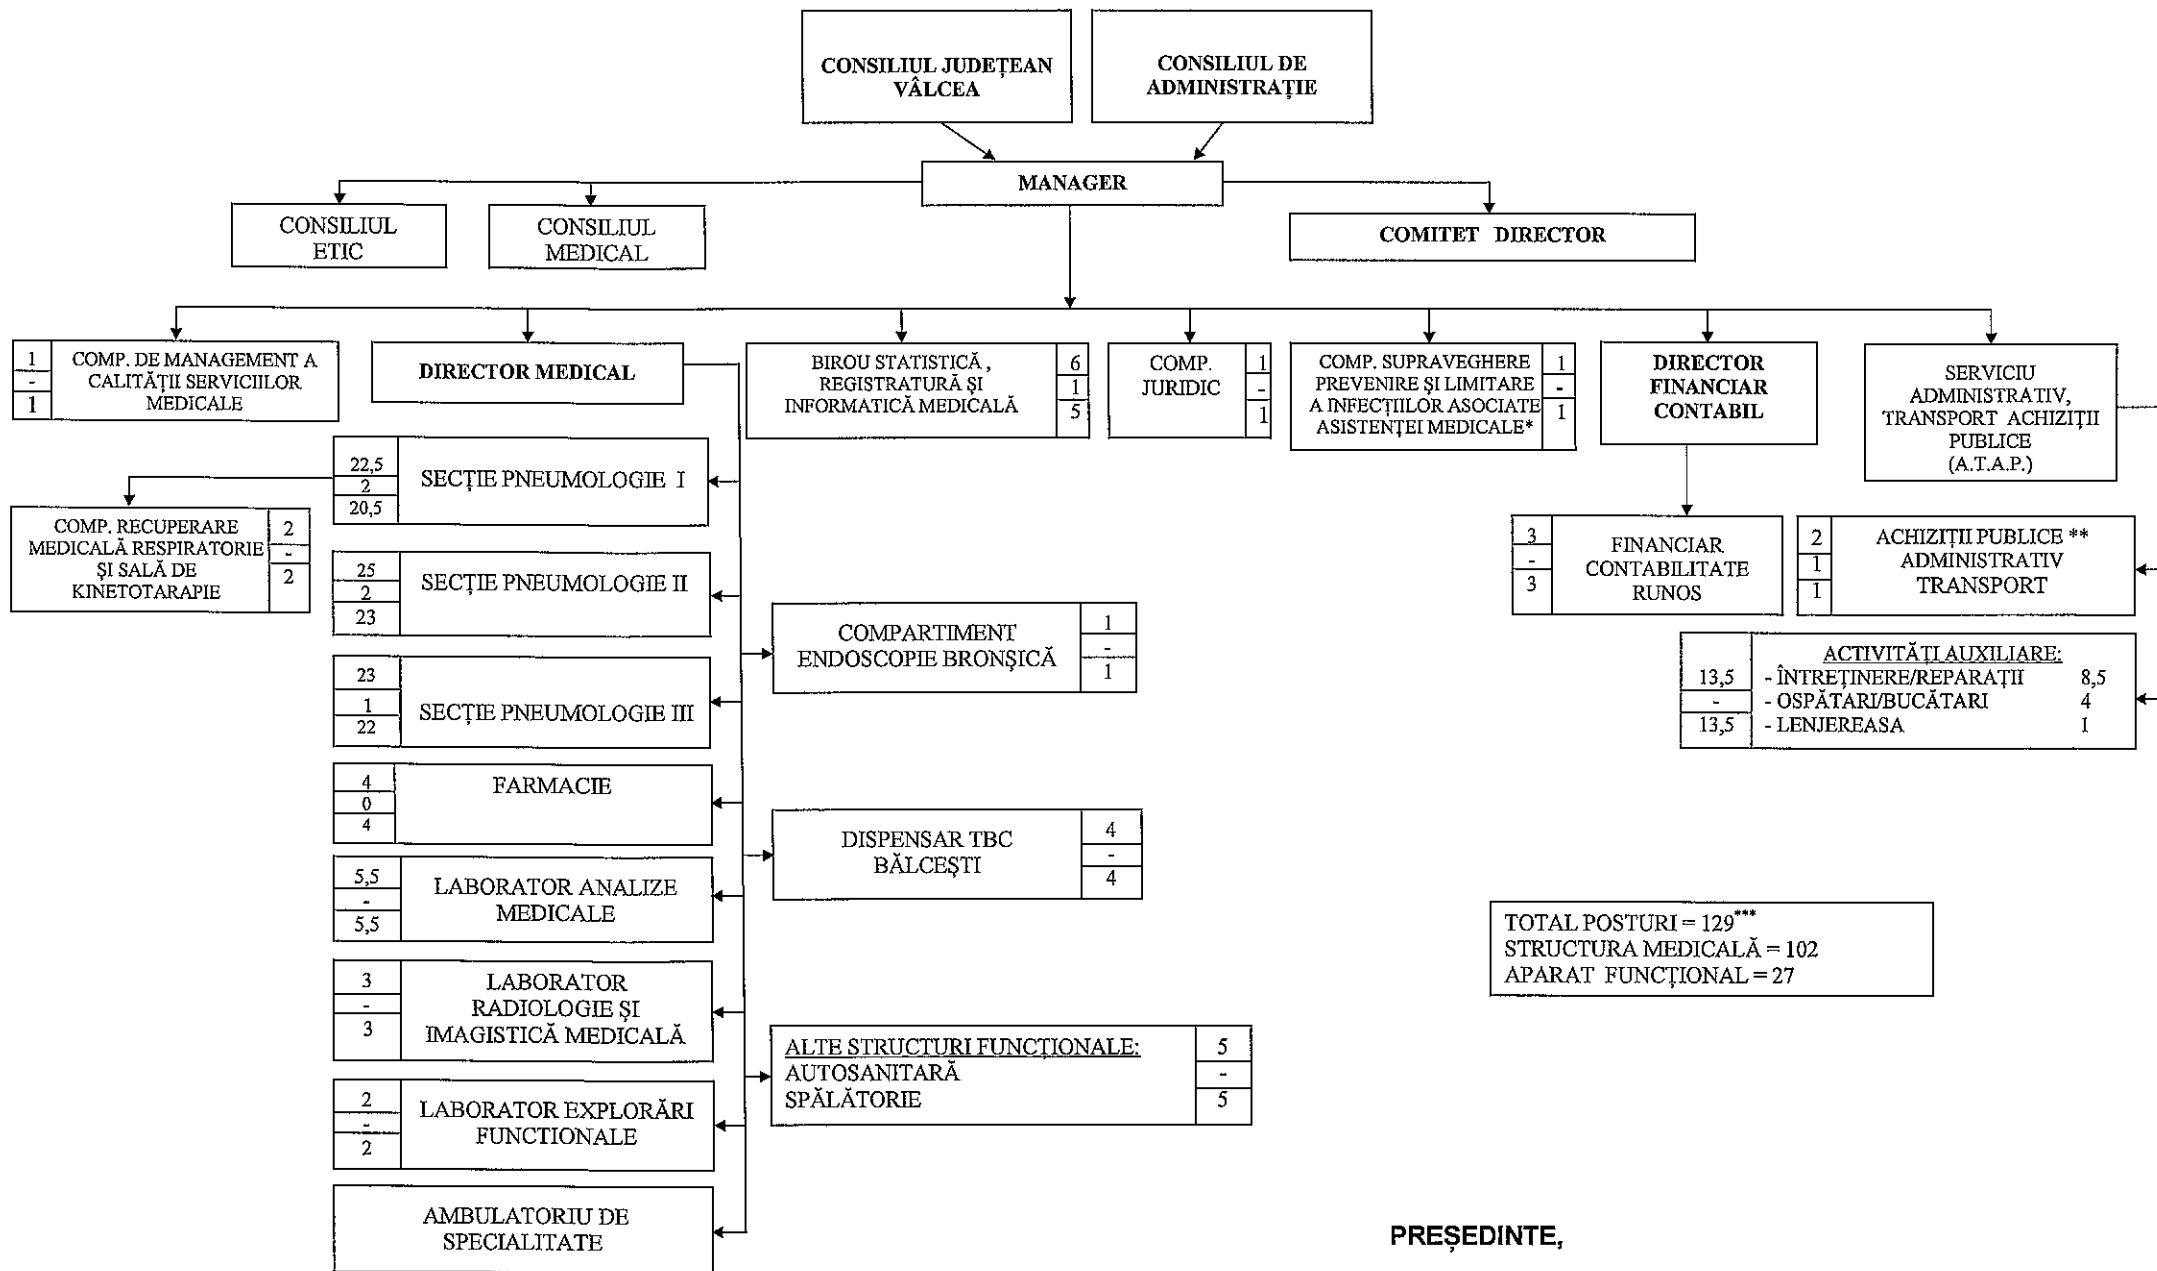 CONSILIUL JUDEȚEAN
VÂLCEA
CONSILIUL DE
ADMINISTRAȚIE
MANAGER
CONSILIUL
ETIC
CONSILIUL
MEDICAL
COMITET DIRECTOR
1
-
1
COMP. DE MANAGEMENT A
CALITĂȚII SERVICIILOR
MEDICALE
DIRECTOR MEDICAL
BIROU STATISTICĂ ,
REGISTRATURĂ ȘI
INFORMATICĂ MEDICALĂ
6
1
5
COMP.
JURIDIC
1
-
1
COMP. SUPRAVEGHERE
PREVENIRE ȘI LIMITARE
A INFECȚIILOR ASOCIATE
ASISTENȚEI MEDICALE*
1
-
1
DIRECTOR
FINANCIAR
CONTABIL
SERVICIU
ADMINISTRATIV,
TRANSPORT ACHIZIȚII
PUBLICE
(A.T.A.P.)
22,5
2
20,5
SECȚIE PNEUMOLOGIE I
COMP. RECUPERARE
MEDICALĂ RESPIRATORIE
ȘI SALĂ DE
KINETOTARAPIE
2
-
2
25
2
23
SECȚIE PNEUMOLOGIE II
3
-
3
FINANCIAR
CONTABILITATE
RUNOS
2
1
1
ACHIZIȚII PUBLICE **
ADMINISTRATIV
TRANSPORT
COMPARTIMENT
ENDOSCOPIE BRONȘICĂ
1
-
1
ACTIVITĂȚI AUXILIARE:
13,5 - ÎNTREȚINERE/REPARAȚII 8,5
- - OSPĂTARI/BUCĂTARI 4
13,5 - LENJEREASA 1
23
1
22
SECȚIE PNEUMOLOGIE III
4
0
4
FARMACIE
DISPENSAR TBC
BĂLCEȘTI
4
-
4
5,5
-
5,5
LABORATOR ANALIZE
MEDICALE
TOTAL POSTURI = 129***
STRUCTURA MEDICALĂ = 102
APARAT FUNCȚIONAL = 27
3
-
3
LABORATOR
RADIOLOGIE ȘI
IMAGISTICĂ MEDICALĂ
ALTE STRUCTURI FUNCȚIONALE:
AUTOSANITARĂ
SPĂLĂTORIE
5
-
5
2
-
2
LABORATOR EXPLORĂRI
FUNCTIONALE
AMBULATORIU DE
SPECIALITATE
PREȘEDINTE,